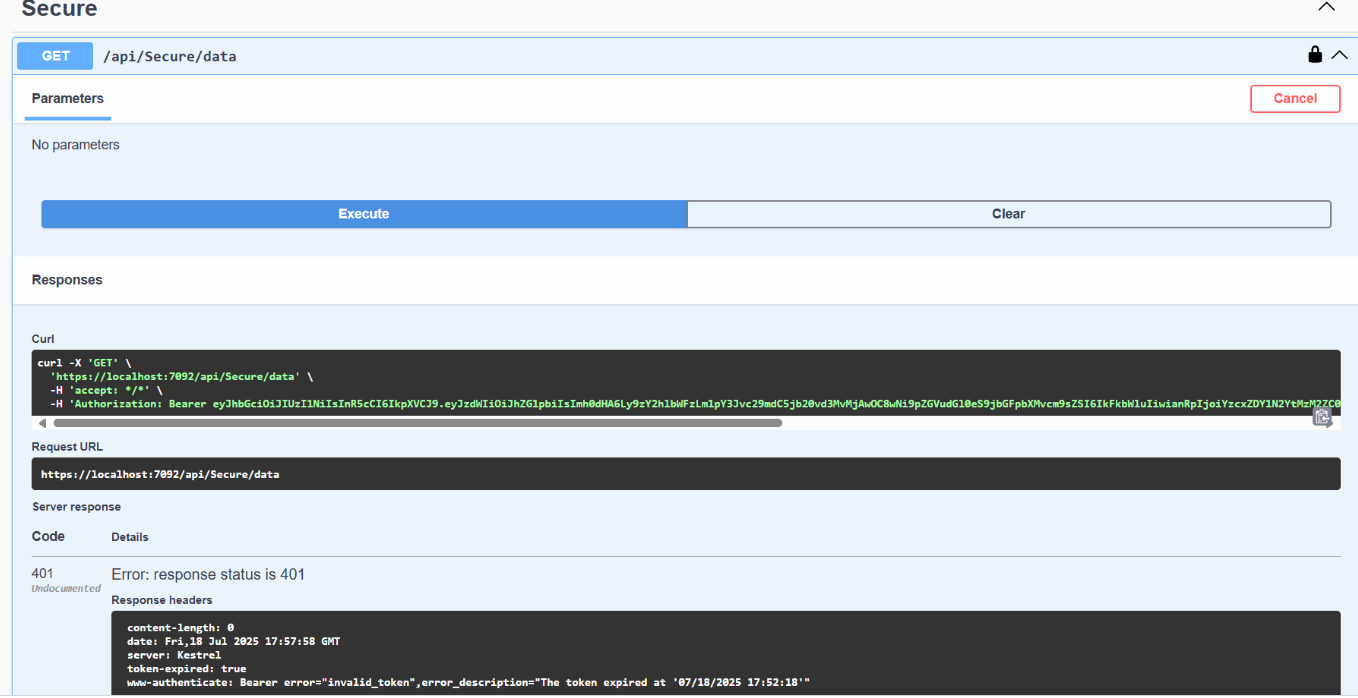 Secure
GET /api/Secure/data
Parameters
Cancel
No parameters
Execute
Clear
Responses
Curl
curl -X 'GET' \
'https://localhost:7092/api/Secure/data' \
-H 'accept: */*' \
-H 'Authorization: Bearer
Request URL
https://localhost:7092/api/Secure/data
Server response
Code Details
401 Error: response status is 401
Undocumented
Response headers
content-length: 0
date: Fri,18 Jul 2025 17:57:58 GMT
server: Kestrel
token-expired: true
www-authenticate: Bearer error="invalid_token",error_description="The token expired at '07/18/2025 17:52:18'"